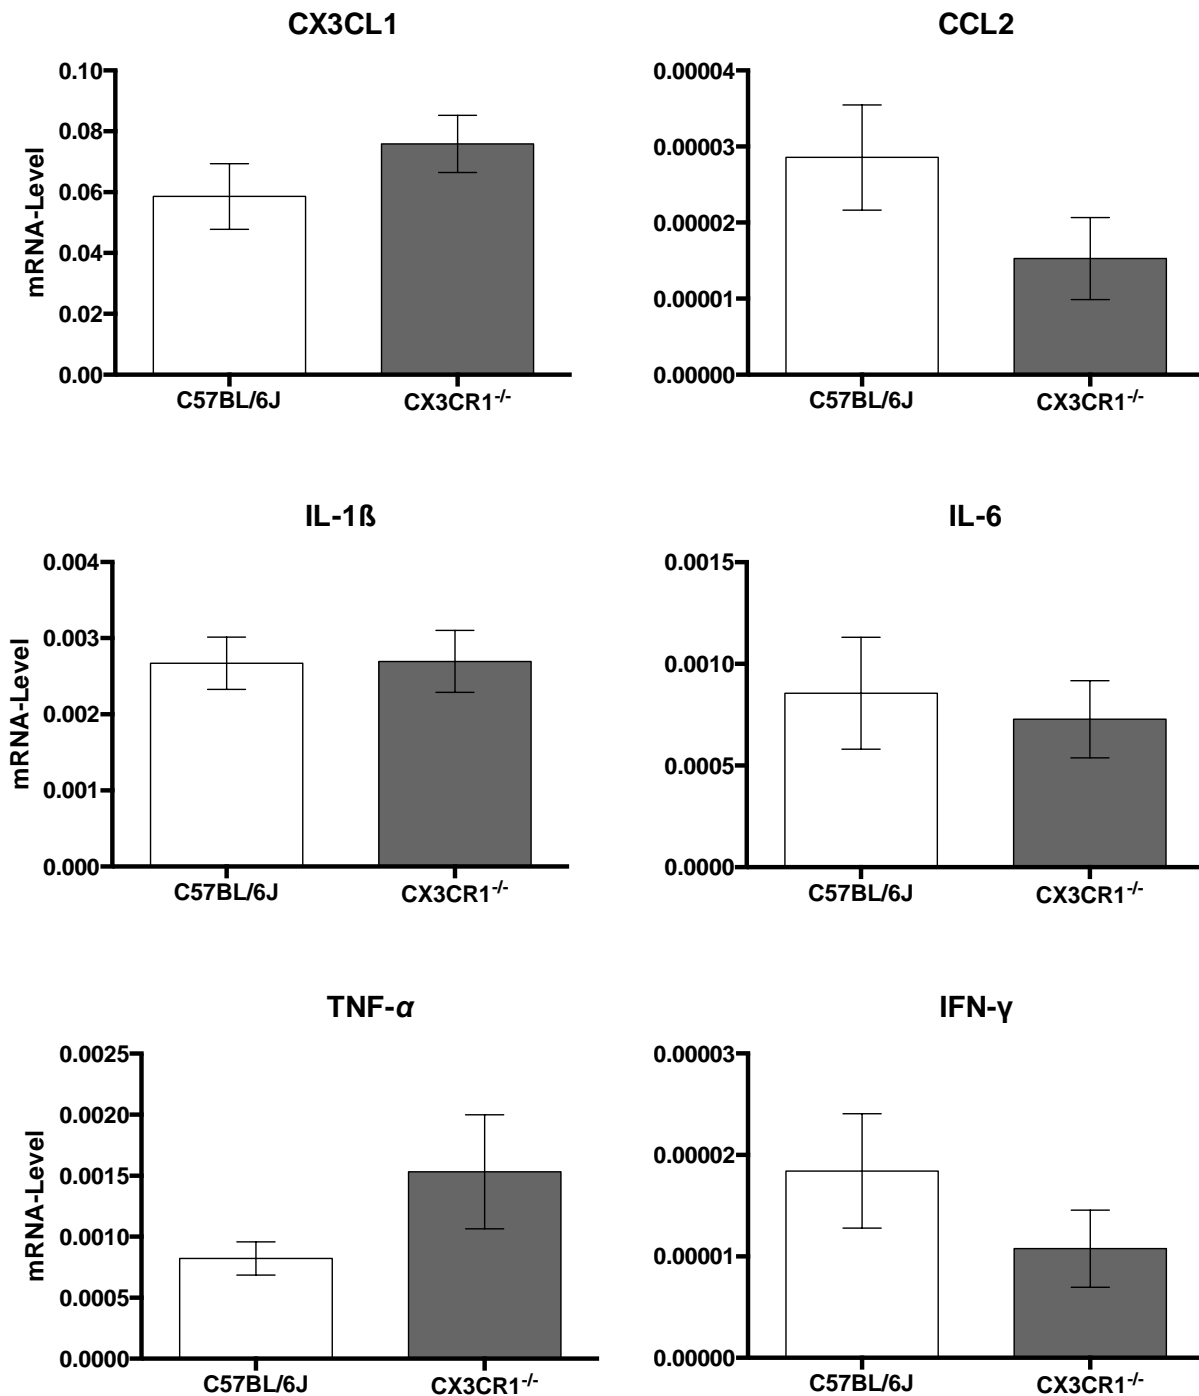 CX3CL1
mRNA-Level
0.10
0.08
0.06
0.04
0.02
0.00
C57BL/6J
CX3CR1-/-
CCL2
0.00004
0.00003
0.00002
0.00001
0.00000
C57BL/6J
CX3CR1-/-
IL-1ß
mRNA-Level
0.004
0.003
0.002
0.001
0.000
C57BL/6J
CX3CR1-/-
IL-6
0.0015
0.0010
0.0005
0.0000
C57BL/6J
CX3CR1-/-
TNF-α
mRNA-Level
0.0025
0.0020
0.0015
0.0010
0.0005
0.0000
C57BL/6J
CX3CR1-/-
IFN-γ
0.00003
0.00002
0.00001
0.00000
C57BL/6J
CX3CR1-/-